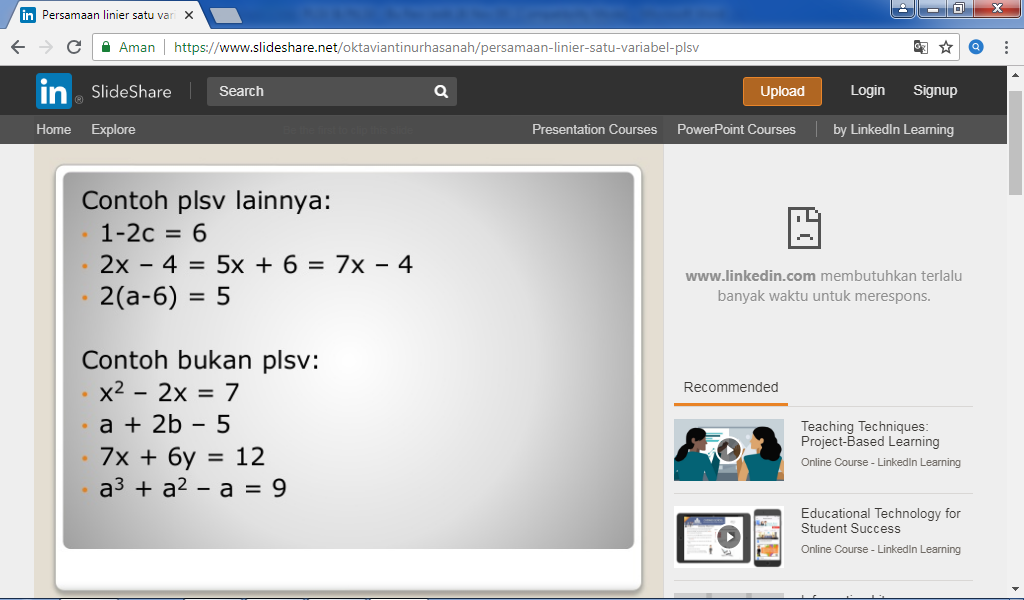 Persamaan linier satu var
Aman
https://www.slideshare.net/oktaviantinurhasanah/persamaan-linier-satu-variabel-plsv
in ® SlideShare
Search
Upload
Login
Signup
Home
Explore
Presentation Courses
PowerPoint Courses
by LinkedIn Learning
Contoh plsv lainnya:
• 1-2c = 6
• 2x – 4 = 5x + 6 = 7x – 4
• 2(a-6) = 5
Contoh bukan plsv:
• x² – 2x = 7
• a + 2b – 5
• 7x + 6y = 12
• a³ + a² – a = 9
www.linkedin.com membutuhkan terlalu
banyak waktu untuk merespons.
Recommended
Teaching Techniques:
Project-Based Learning
Online Course - LinkedIn Learning
Educational Technology for
Student Success
Online Course - LinkedIn Learning